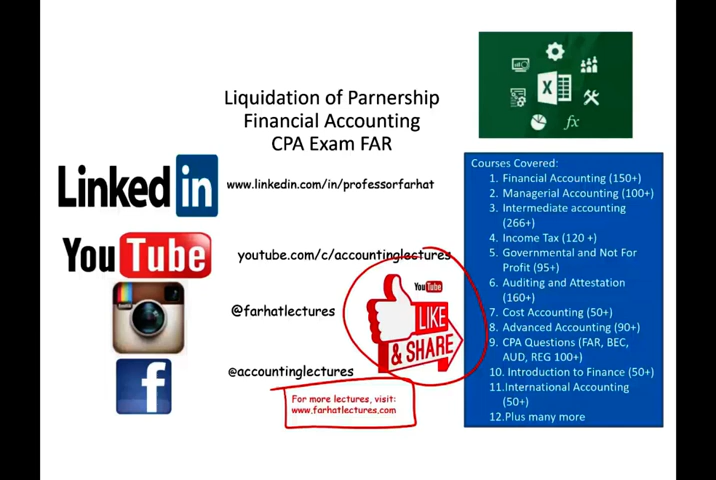 Liquidation of Parnership
Financial Accounting
CPA Exam FAR
Linked in
www.linkedin.com/in/professorfarhat
YouTube
youtube.com/c/accountinglectures
@farhatlectures
YouTube
LIKE
& SHARE
@accountinglectures
f
For more lectures, visit:
www.farhatlectures.com
X
fx
Courses Covered:
1. Financial Accounting (150+)
2. Managerial Accounting (100+)
3. Intermediate accounting
(266+)
4. Income Tax (120 +)
5. Governmental and Not For
Profit (95+)
6. Auditing and Attestation
(160+)
7. Cost Accounting (50+)
8. Advanced Accounting (90+)
9. CPA Questions (FAR, BEC,
AUD, REG 100+)
10. Introduction to Finance (50+)
11.International Accounting
(50+)
12.Plus many more